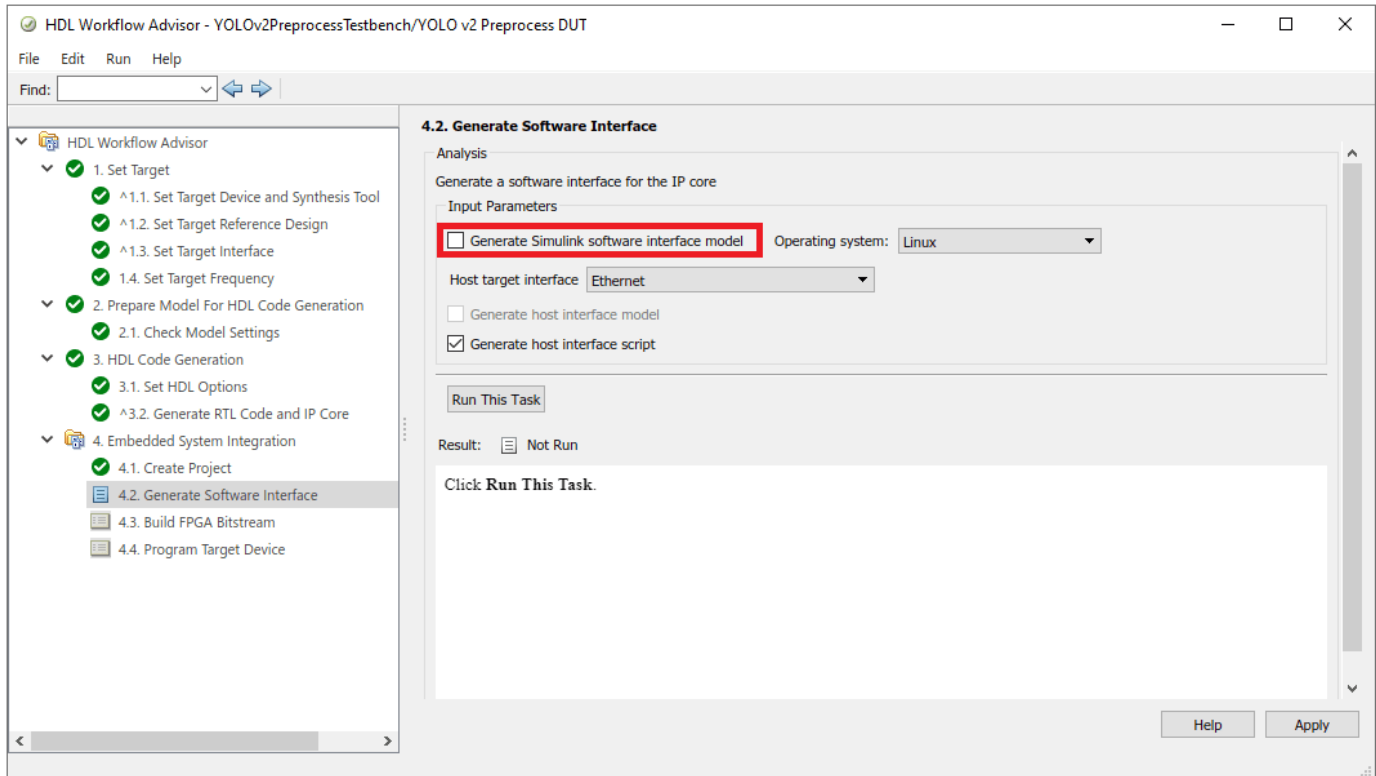 HDL Workflow Advisor - YOLOv2PreprocessTestbench/YOLO v2 Preprocess DUT
File Edit Run Help
Find:
HDL Workflow Advisor
1. Set Target
^1.1. Set Target Device and Synthesis Tool
^1.2. Set Target Reference Design
^1.3. Set Target Interface
1.4. Set Target Frequency
2. Prepare Model For HDL Code Generation
2.1. Check Model Settings
3. HDL Code Generation
3.1. Set HDL Options
^3.2. Generate RTL Code and IP Core
4. Embedded System Integration
4.1. Create Project
4.2. Generate Software Interface
4.3. Build FPGA Bitstream
4.4. Program Target Device
4.2. Generate Software Interface
Analysis
Generate a software interface for the IP core
Input Parameters
Generate Simulink software interface model Operating system: Linux
Host target interface Ethernet
Generate host interface model
Generate host interface script
Run This Task
Result: Not Run
Click Run This Task.
Help Apply